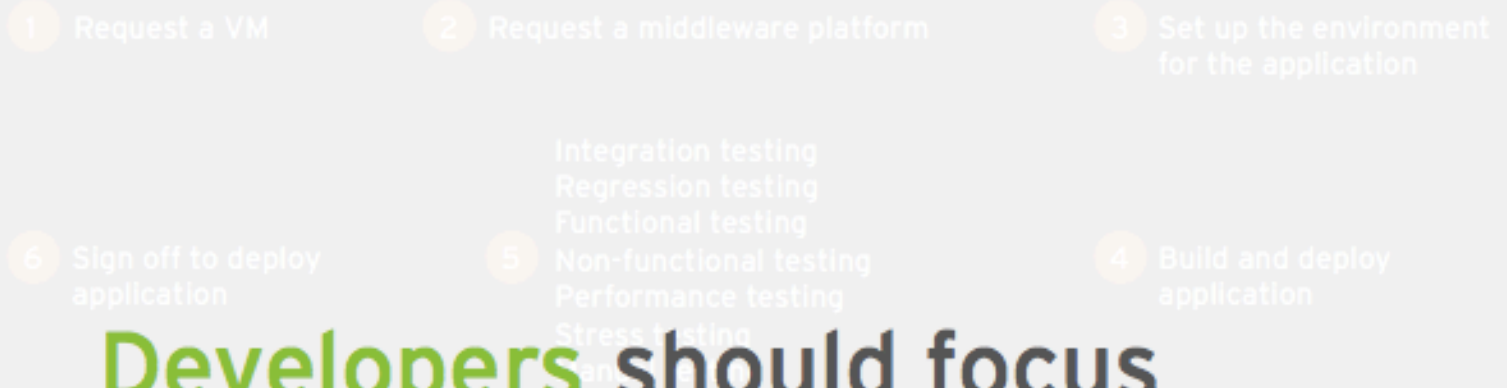 1 Request a VM
2 Request a middleware platform
3 Set up the environment
for the application
Integration testing
Regression testing
Functional testing
6 Sign off to deploy
application
5 Non-functional testing
Performance testing
Stress testing
4 Build and deploy
application
Developers should focus